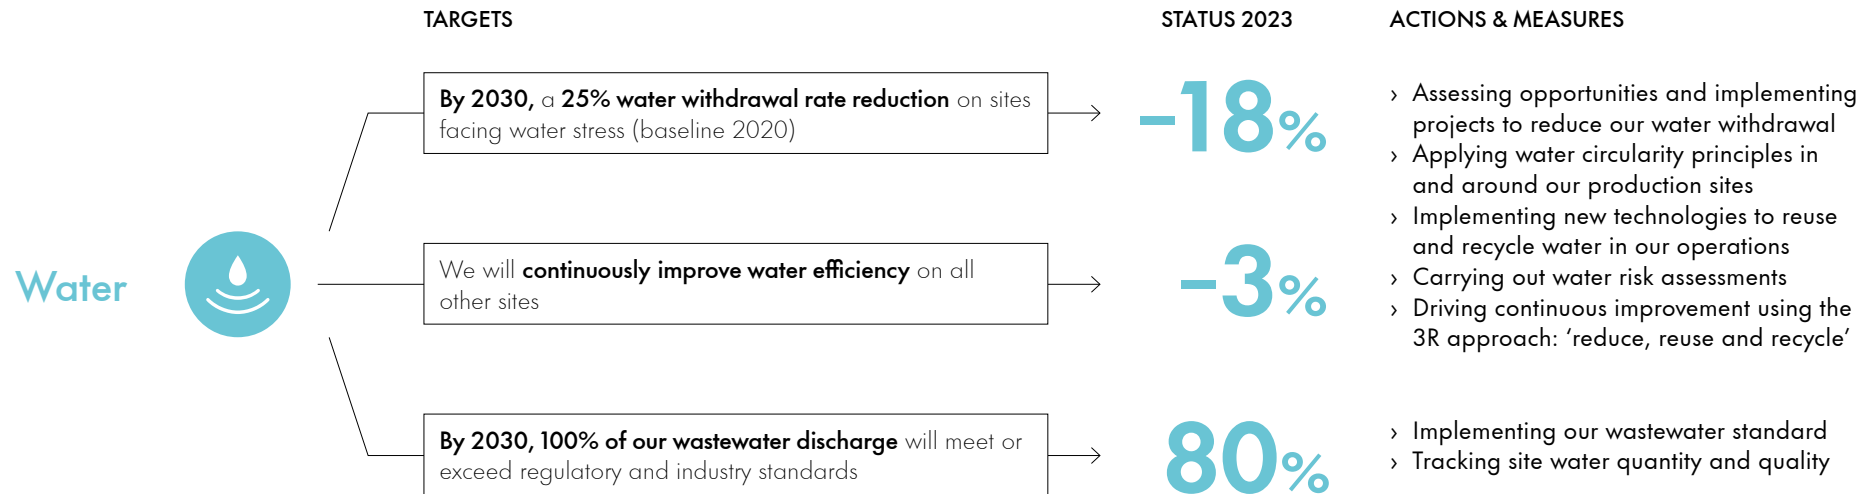 TARGETS
STATUS 2023
ACTIONS & MEASURES
Water
By 2030, a 25% water withdrawal rate reduction on sites
facing water stress (baseline 2020)
–18%
› Assessing opportunities and implementing
projects to reduce our water withdrawal
› Applying water circularity principles in
and around our production sites
› Implementing new technologies to reuse
and recycle water in our operations
› Carrying out water risk assessments
› Driving continuous improvement using the
3R approach: ‘reduce, reuse and recycle’
We will continuously improve water efficiency on all
other sites
–3%
By 2030, 100% of our wastewater discharge will meet or
exceed regulatory and industry standards
80%
› Implementing our wastewater standard
› Tracking site water quantity and quality